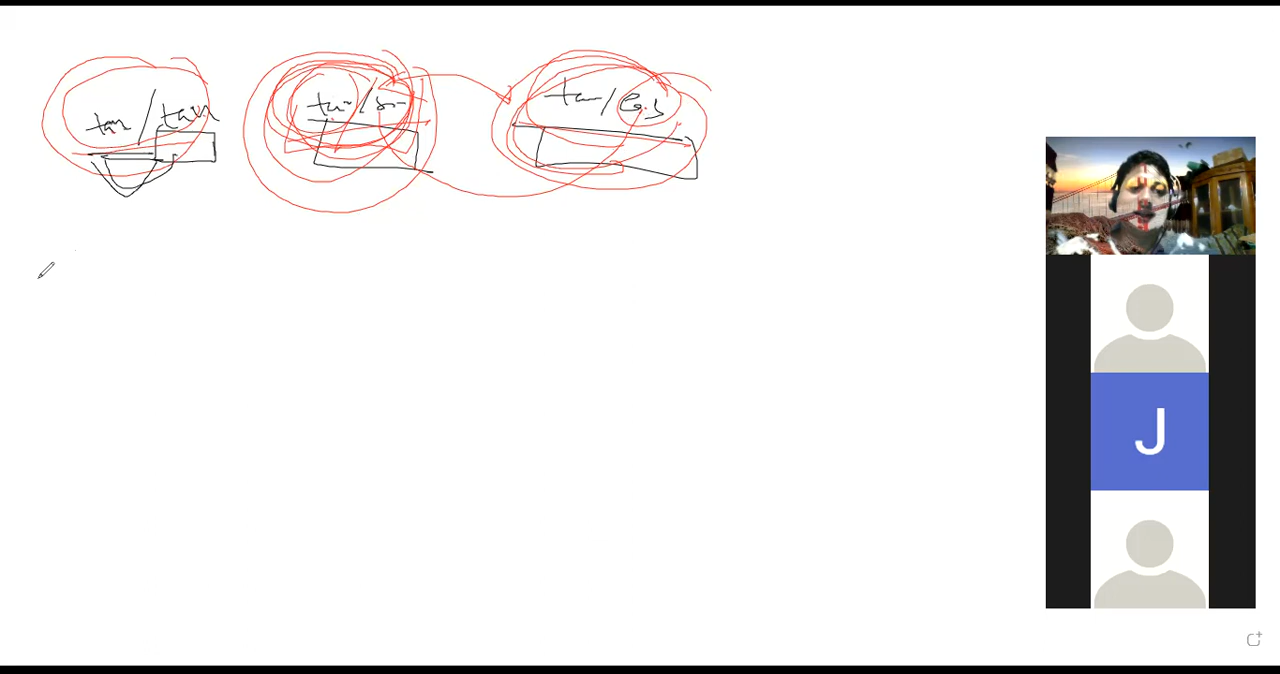 tan / tan tan / sin tan / cos
J